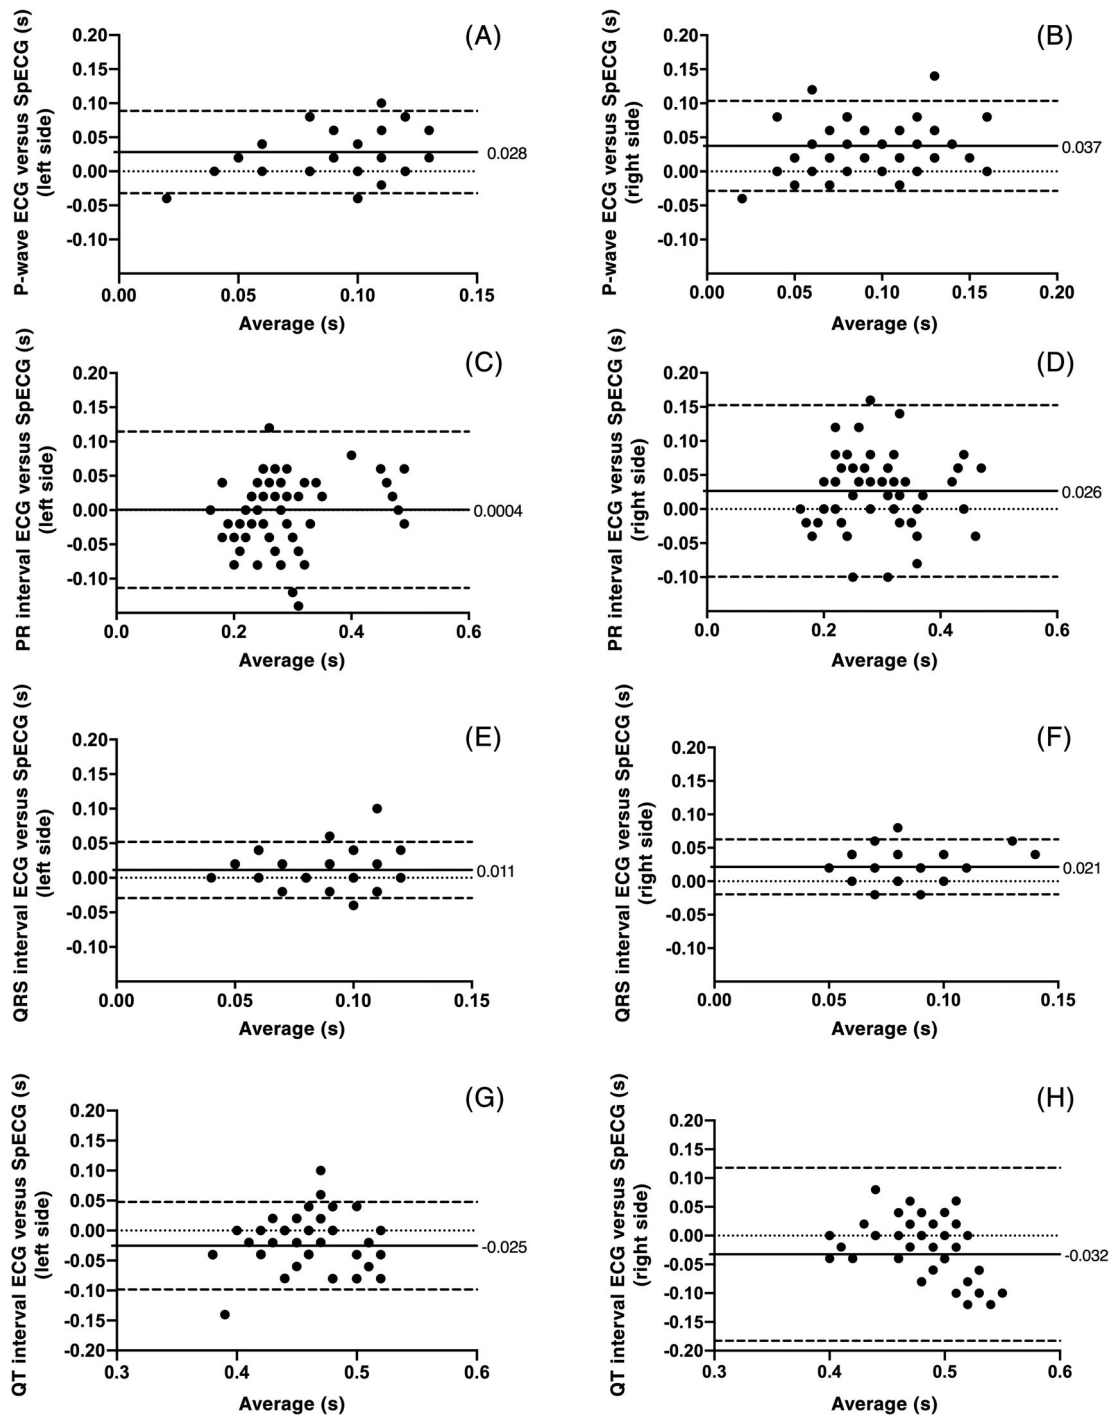 (A)
P-wave ECG versus SpECG (s)
(left side)
0.20
0.15
0.10
0.05
0.00
-0.05
-0.10
0.028
0.00 0.05 0.10 0.15
Average (s)
(B)
P-wave ECG versus SpECG (s)
(right side)
0.20
0.15
0.10
0.05
0.00
-0.05
-0.10
0.037
0.00 0.05 0.10 0.15 0.20
Average (s)
(C)
PR interval ECG versus SpECG (s)
(left side)
0.20
0.15
0.10
0.05
0.00
-0.05
-0.10
0.0004
0.0 0.2 0.4 0.6
Average (s)
(D)
PR interval ECG versus SpECG (s)
(right side)
0.20
0.15
0.10
0.05
0.00
-0.05
-0.10
0.026
0.0 0.2 0.4 0.6
Average (s)
(E)
QRS interval ECG versus SpECG (s)
(left side)
0.20
0.15
0.10
0.05
0.00
-0.05
-0.10
0.011
0.00 0.05 0.10 0.15
Average (s)
(F)
QRS interval ECG versus SpECG (s)
(right side)
0.20
0.15
0.10
0.05
0.00
-0.05
-0.10
0.021
0.00 0.05 0.10 0.15
Average (s)
(G)
QT interval ECG versus SpECG (s)
(left side)
0.20
0.15
0.10
0.05
0.00
-0.05
-0.10
-0.15
-0.20
-0.025
0.3 0.4 0.5 0.6
Average (s)
(H)
QT interval ECG versus SpECG (s)
(right side)
0.20
0.15
0.10
0.05
0.00
-0.05
-0.10
-0.15
-0.20
-0.032
0.3 0.4 0.5 0.6
Average (s)